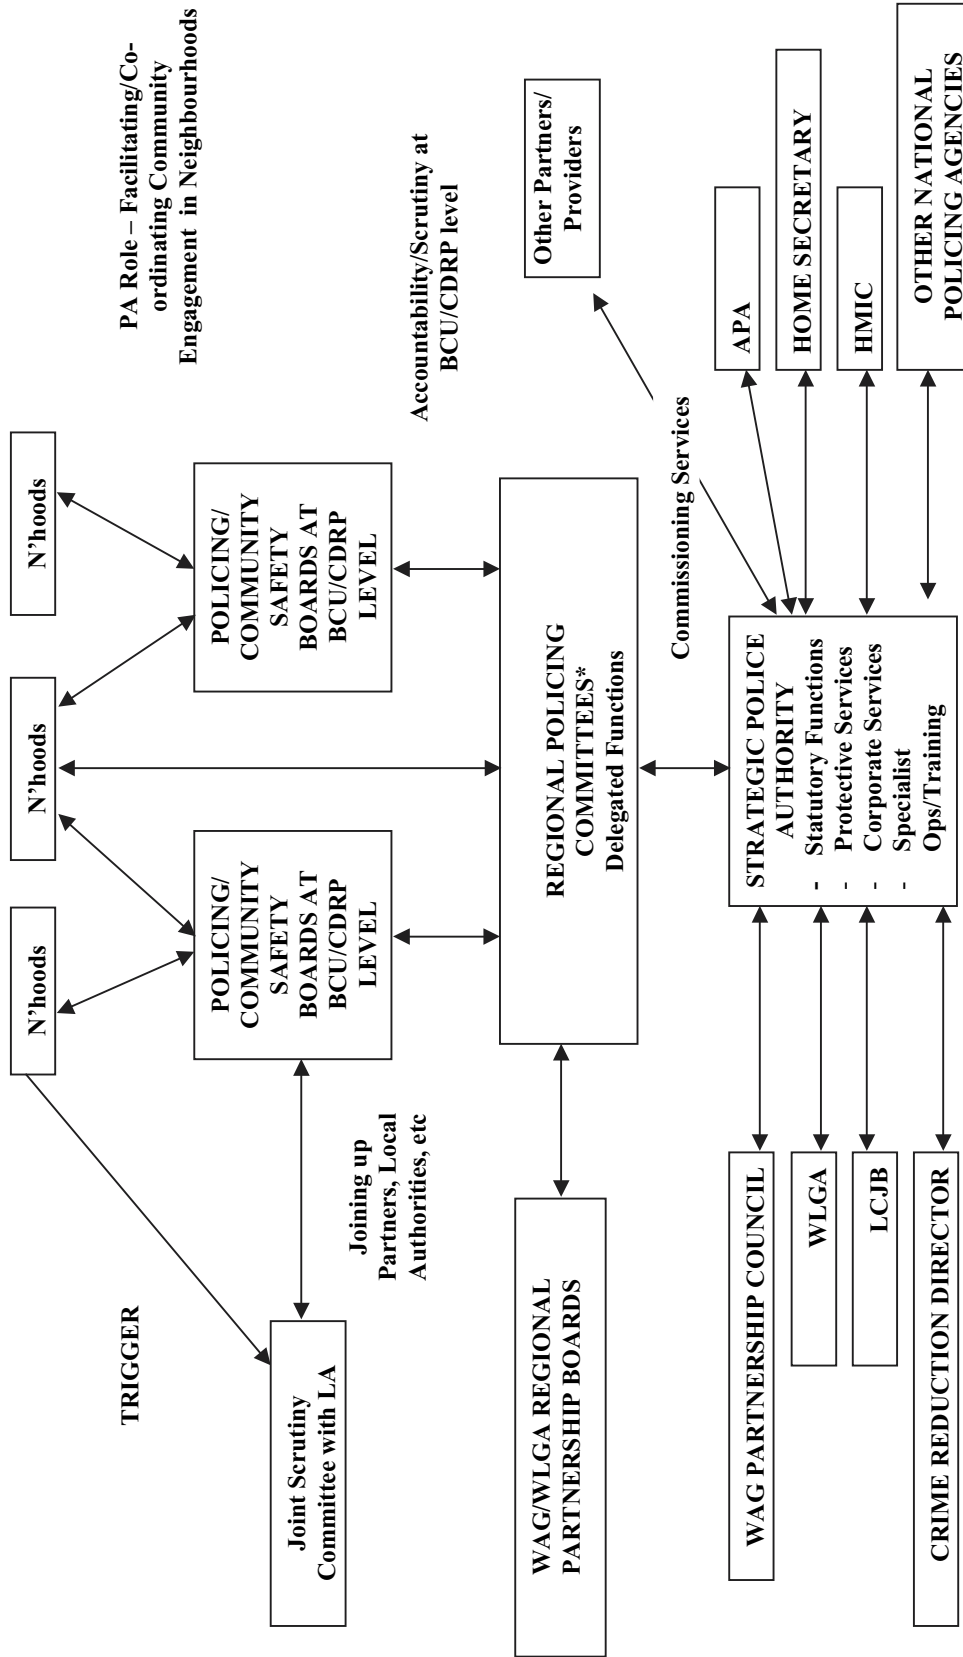 PA Role – Facilitating/Co-
ordinating Community
Engagement in Neighbourhoods
TRIGGER
N'hoods
N'hoods
N'hoods
Joint Scrutiny
Committee with LA
Joining up
Partners, Local
Authorities, etc
POLICING/
COMMUNITY
SAFETY
BOARDS AT
BCU/CDRP
LEVEL
POLICING/
COMMUNITY
SAFETY
BOARDS AT
BCU/CDRP
LEVEL
Accountability/Scrutiny at
BCU/CDRP level
WAG/WLGA REGIONAL
PARTNERSHIP BOARDS
REGIONAL POLICING
COMMITTEES*
Delegated Functions
Other Partners/
Providers
Commissioning Services
WAG PARTNERSHIP COUNCIL
WLGA
LCJB
CRIME REDUCTION DIRECTOR
STRATEGIC POLICE
AUTHORITY
- Statutory Functions
- Protective Services
- Corporate Services
- Specialist
Ops/Training
APA
HOME SECRETARY
HMIC
OTHER NATIONAL
POLICING AGENCIES